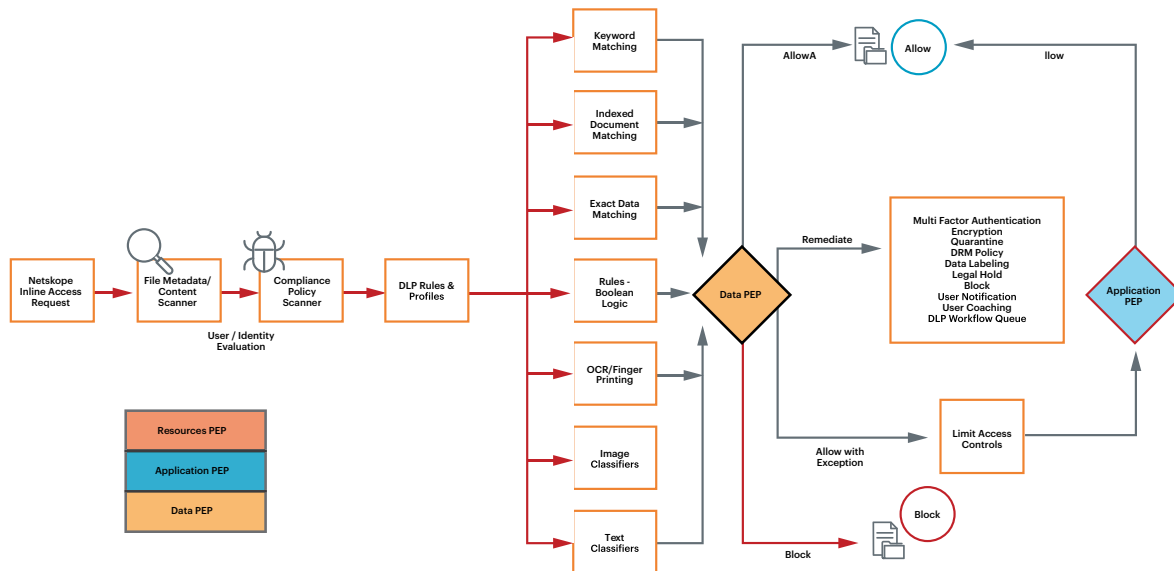 Keyword
Matching
Indexed
Document
Matching
Exact Data
Matching
Netskope
Inline Access
Request
File Metadata/
Content
Scanner
Compliance
Policy
Scanner
DLP Rules &
Profiles
User / Identity
Evaluation
Rules -
Boolean
Logic
OCR/Finger
Printing
Image
Classifiers
Text
Classifiers
Data PEP
AllowA
Allow
llow
Remediate
Multi Factor Authentication
Encryption
Quarantine
DRM Policy
Data Labeling
Legal Hold
Block
User Notification
User Coaching
DLP Workflow Queue
Application
PEP
Allow with
Exception
Limit Access
Controls
Block
Block
Resources PEP
Application PEP
Data PEP